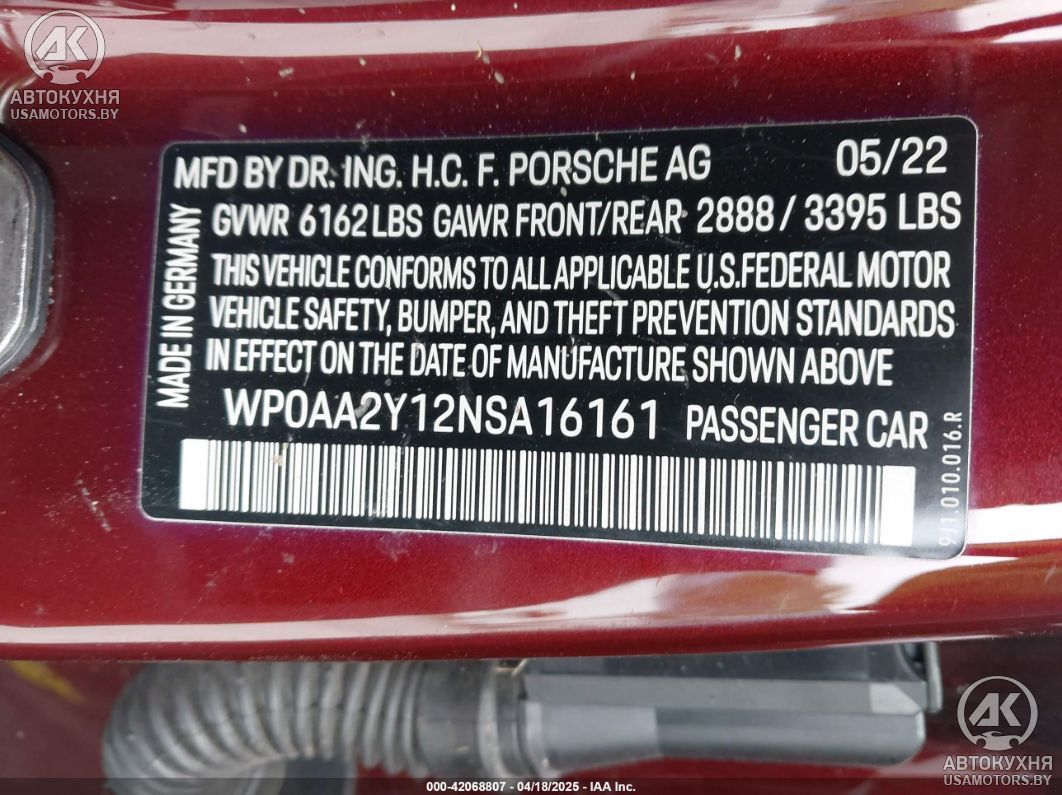 AK
АВТОКУХНЯ
USAMOTORS.BY
MFD BY DR. ING. H.C. F. PORSCHE AG 05/22
GVWR 6162 LBS GAWR FRONT/REAR 2888 / 3395 LBS
THIS VEHICLE CONFORMS TO ALL APPLICABLE U.S.FEDERAL MOTOR
VEHICLE SAFETY, BUMPER, AND THEFT PREVENTION STANDARDS
IN EFFECT ON THE DATE OF MANUFACTURE SHOWN ABOVE
WP0AA2Y12NSA16161 PASSENGER CAR
MADE IN GERMANY
9J1.010.016.R
AK
АВТОКУХНЯ
USAMOTORS.BY
000-42068807 - 04/18/2025 - IAA Inc.